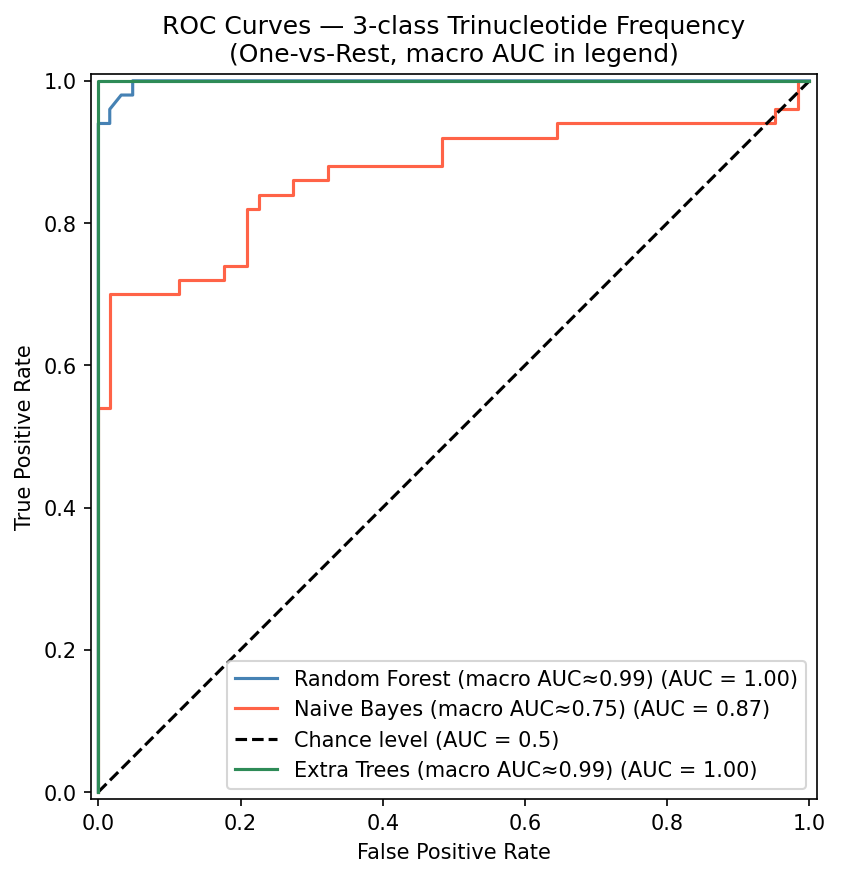 ROC Curves — 3-class Trinucleotide Frequency
(One-vs-Rest, macro AUC in legend)
True Positive Rate
1.0
0.8
0.6
0.4
0.2
0.0
Random Forest (macro AUC≈0.99) (AUC = 1.00)
Naive Bayes (macro AUC≈0.75) (AUC = 0.87)
Chance level (AUC = 0.5)
Extra Trees (macro AUC≈0.99) (AUC = 1.00)
0.0 0.2 0.4 0.6 0.8 1.0
False Positive Rate